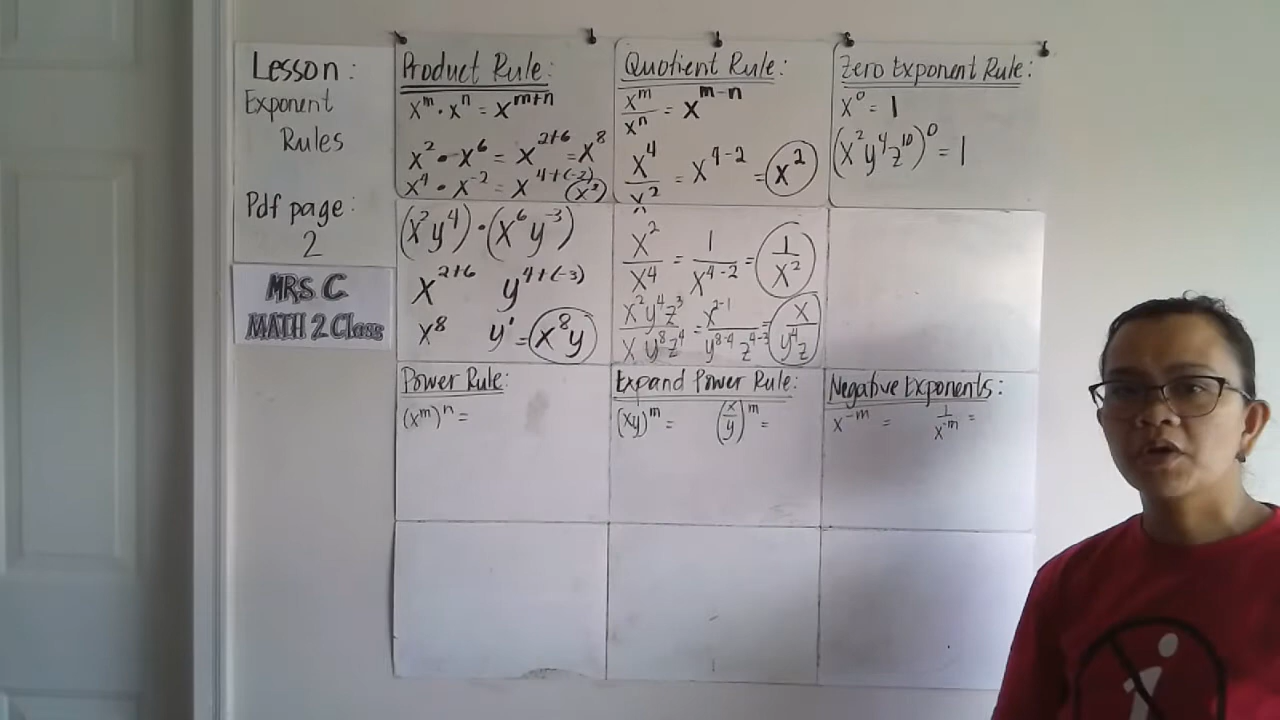 Lesson:
Exponent
Rules
Pdf page:
2
MRS C
MATH 2 Class
Product Rule:
xᵐ · xⁿ = xᵐ⁺ⁿ
x² · x⁶ = x²⁺⁶ = x⁸
x⁴ · x⁻² = x⁴⁺⁽⁻²⁾ = x²
(x²y⁴) · (x⁶y⁻³)
x²⁺⁶ y⁴⁺⁽⁻³⁾
x⁸ y¹ = x⁸y
Quotient Rule:
xᵐ/xⁿ = xᵐ⁻ⁿ
x⁴/x² = x⁴⁻² = x²
x²/x⁴ = 1/x⁴⁻² = 1/x²
x²y⁴z³/x y⁸z⁴ = x²⁻¹/y⁸⁻⁴ z⁴⁻³ = x/y⁴z
Zero Exponent Rule:
x⁰ = 1
(x²y⁴z¹⁰)⁰ = 1
Power Rule:
(xᵐ)ⁿ =
Expand Power Rule:
(xy)ᵐ = (x/y)ᵐ =
Negative Exponents:
x⁻ᵐ = 1/x⁻ᵐ =
i